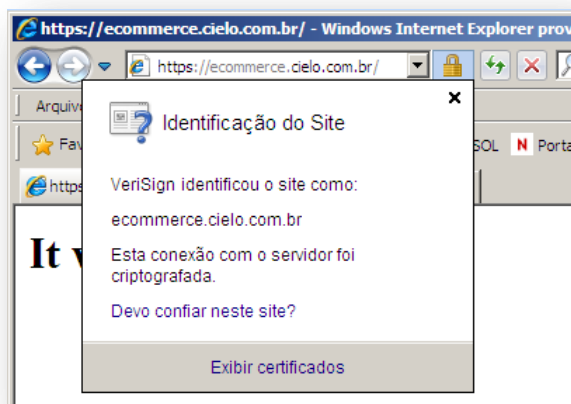 https://ecommerce.cielo.com.br/ - Windows Internet Explorer prov
https://ecommerce.cielo.com.br/
Arquiv
Fav
SOL N Porta
https
It
Identificação do Site
VeriSign identificou o site como:
ecommerce.cielo.com.br
Esta conexão com o servidor foi
criptografada.
Devo confiar neste site?
Exibir certificados